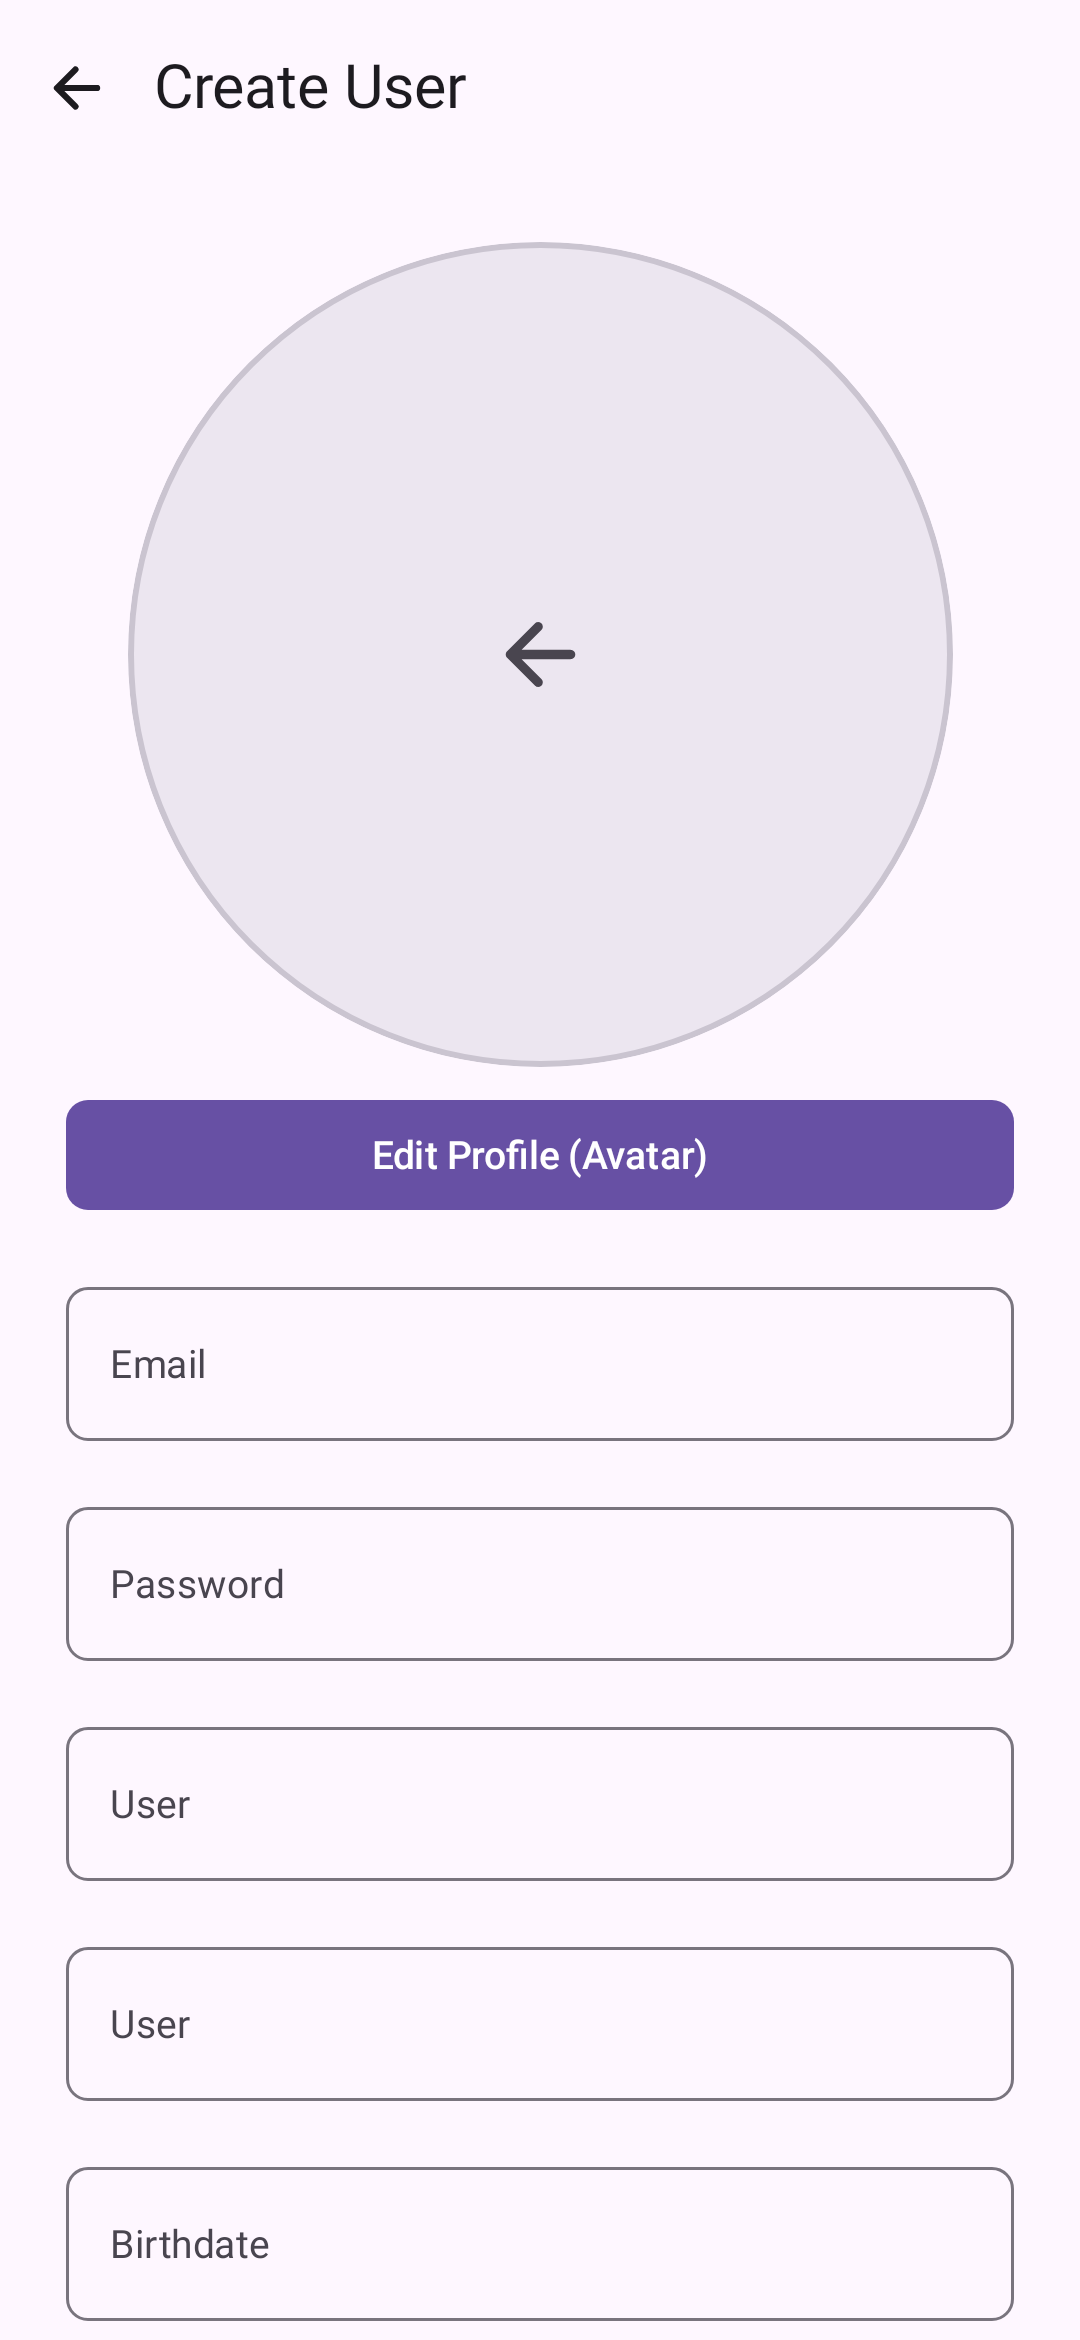 Create User
Edit Profile (Avatar)
Email
Password
User
User
Birthdate